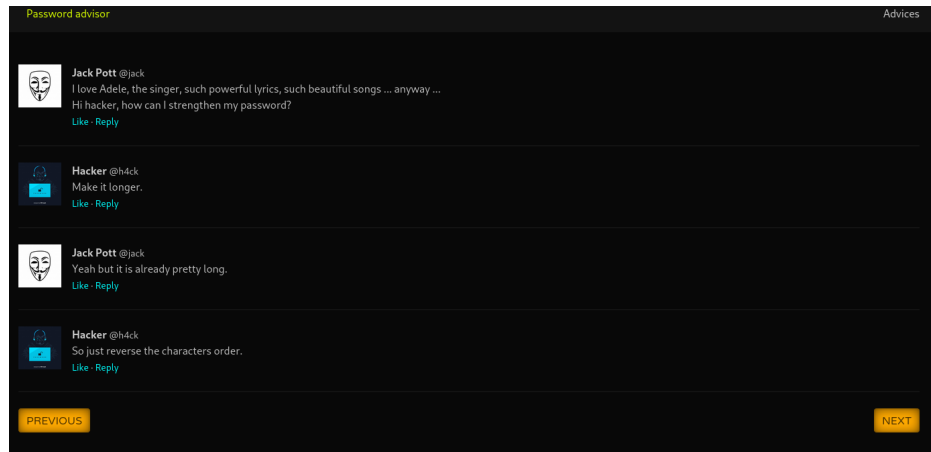 Password advisor
Advices
Jack Pott @jack
I love Adele, the singer, such powerful lyrics, such beautiful songs ... anyway ...
Hi hacker, how can I strengthen my password?
Like · Reply
Hacker @h4ck
Make it longer.
Like · Reply
Jack Pott @jack
Yeah but it is already pretty long.
Like · Reply
Hacker @h4ck
So just reverse the characters order.
Like · Reply
PREVIOUS
NEXT